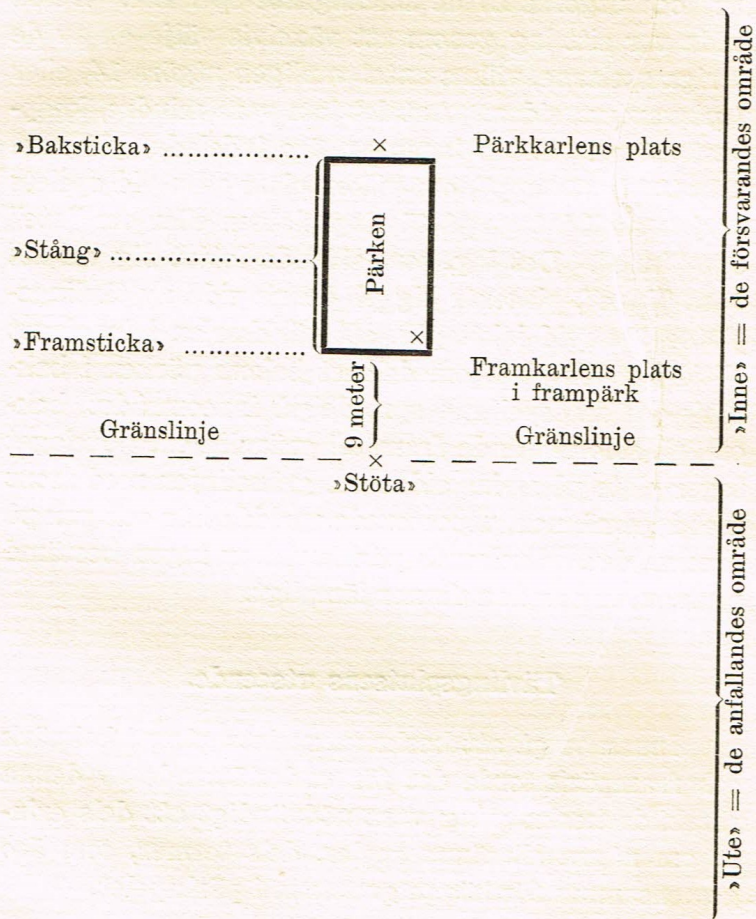 »Baksticka» ..................
Pärkkarlens plats
»Stång» ........................
Pärken
»Framsticka» ...............
Framkarlens plats
i frampärk
9 meter
Gränslinje
Gränslinje
»Stöta»
»Inne» = de försvarandes område
»Ute» = de anfallandes område